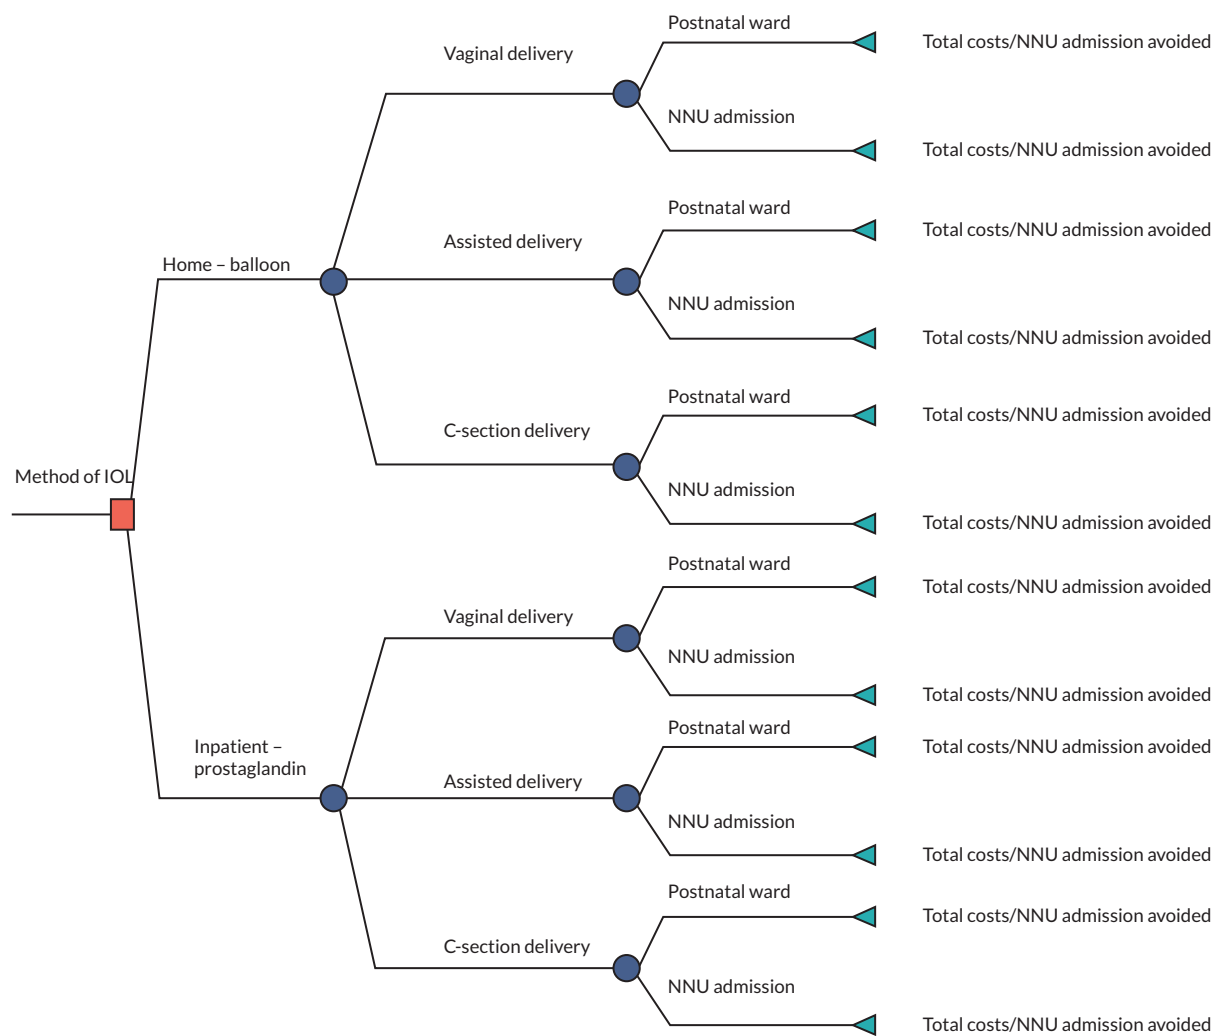 Postnatal ward
Total costs/NNU admission avoided
Vaginal delivery
NNU admission
Total costs/NNU admission avoided
Postnatal ward
Total costs/NNU admission avoided
Assisted delivery
Home – balloon
NNU admission
Total costs/NNU admission avoided
Postnatal ward
Total costs/NNU admission avoided
C-section delivery
Method of IOL
NNU admission
Total costs/NNU admission avoided
Postnatal ward
Total costs/NNU admission avoided
Vaginal delivery
NNU admission
Total costs/NNU admission avoided
Postnatal ward
Total costs/NNU admission avoided
Inpatient –
prostaglandin
Assisted delivery
NNU admission
Total costs/NNU admission avoided
Postnatal ward
Total costs/NNU admission avoided
C-section delivery
NNU admission
Total costs/NNU admission avoided